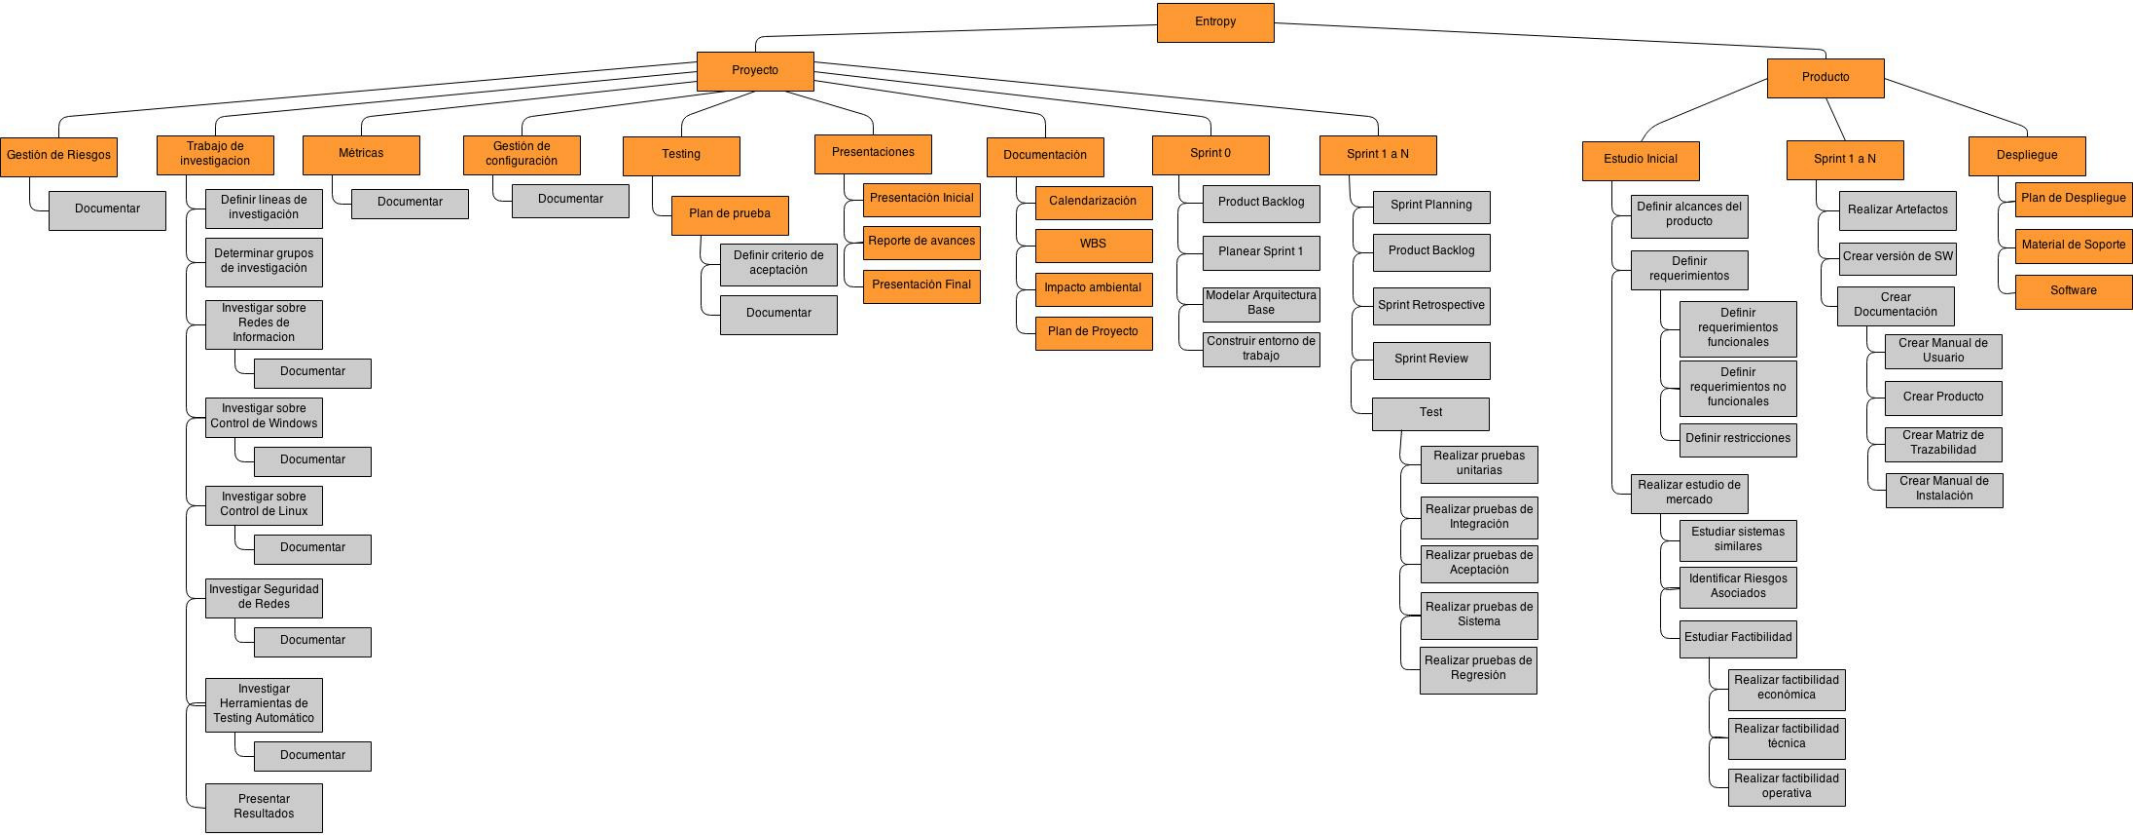 Entropy
Proyecto
Producto
Gestión de Riesgos
Documentar
Trabajo de
investigacion
Definir líneas de
investigación
Determinar grupos
de investigación
Investigar sobre
Redes de
Informacion
Documentar
Investigar sobre
Control de Windows
Documentar
Investigar sobre
Control de Linux
Documentar
Investigar Seguridad
de Redes
Documentar
Investigar
Herramientas de
Testing Automático
Documentar
Presentar
Resultados
Métricas
Documentar
Gestión de
configuración
Documentar
Testing
Plan de prueba
Definir criterio de
aceptación
Documentar
Presentaciones
Presentación Inicial
Reporte de avances
Presentación Final
Documentación
Calendarización
WBS
Impacto ambiental
Plan de Proyecto
Sprint 0
Product Backlog
Planear Sprint 1
Modelar Arquitectura
Base
Construir entorno de
trabajo
Sprint 1 a N
Sprint Planning
Product Backlog
Sprint Retrospective
Sprint Review
Test
Realizar pruebas
unitarias
Realizar pruebas de
Integración
Realizar pruebas de
Aceptación
Realizar pruebas de
Sistema
Realizar pruebas de
Regresión
Estudio Inicial
Definir alcances del
producto
Definir
requerimientos
Definir
requerimientos
funcionales
Definir
requerimientos no
funcionales
Definir restricciones
Realizar estudio de
mercado
Estudiar sistemas
similares
Identificar Riesgos
Asociados
Estudiar Factibilidad
Realizar factibilidad
económica
Realizar factibilidad
técnica
Realizar factibilidad
operativa
Sprint 1 a N
Realizar Artefactos
Crear versión de SW
Crear
Documentación
Crear Manual de
Usuario
Crear Producto
Crear Matriz de
Trazabilidad
Crear Manual de
Instalación
Despliegue
Plan de Despliegue
Material de Soporte
Software